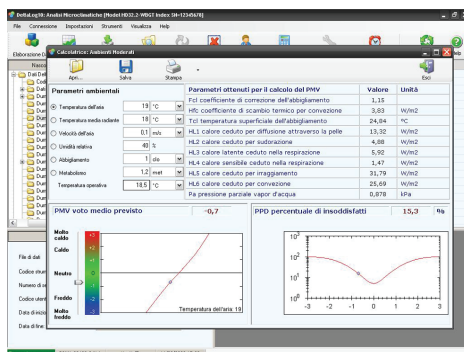 DeltaLog10: Analisi Microclimatiche [Model HD32.2-WBGT Index SN=12345678]
File Connessione Impostazioni Strumenti Visualizza Help
Calcolatrice: Ambienti Moderati
Apri... Salva Stampa Esci
Parametri ambientali
Temperatura dell'aria 19 °C
Temperatura media radiante 18 °C
Velocità dell'aria 0,1 m/s
Umidità relativa 40 %
Abbigliamento 1 clo
Metabolismo 1,2 met
Temperatura operativa 18,5 °C
Parametri ottenuti per il calcolo del PMV Valore Unità
Fcl coefficiente di correzione dell'abbigliamento 1,15
Hfc coefficiente di scambio termico per convezione 3,83 W/m2
Tcl temperatura superficiale dell'abbigliamento 24,84 °C
HL1 calore ceduto per diffusione attraverso la pelle 13,32 W/m2
HL2 calore ceduto per sudorazione 4,88 W/m2
HL3 calore latente ceduto nella respirazione 5,92 W/m2
HL4 calore sensibile ceduto nella respirazione 1,47 W/m2
HL5 calore ceduto per irraggiamento 31,79 W/m2
HL6 calore ceduto per convezione 25,69 W/m2
Pa pressione parziale vapor d'acqua 0,878 kPa
PMV voto medio previsto -0,7
PPD percentuale di insoddisfatti 15,3 %
Molto caldo
Caldo
Neutro
Freddo
Molto freddo
+3
+2
+1
0
-1
-2
-3
Temperatura dell'aria: 19
10³
10²
10¹
10⁰
-3 -2 -1 0 1 2 3
File di dati
Data di inizio
Data di fine